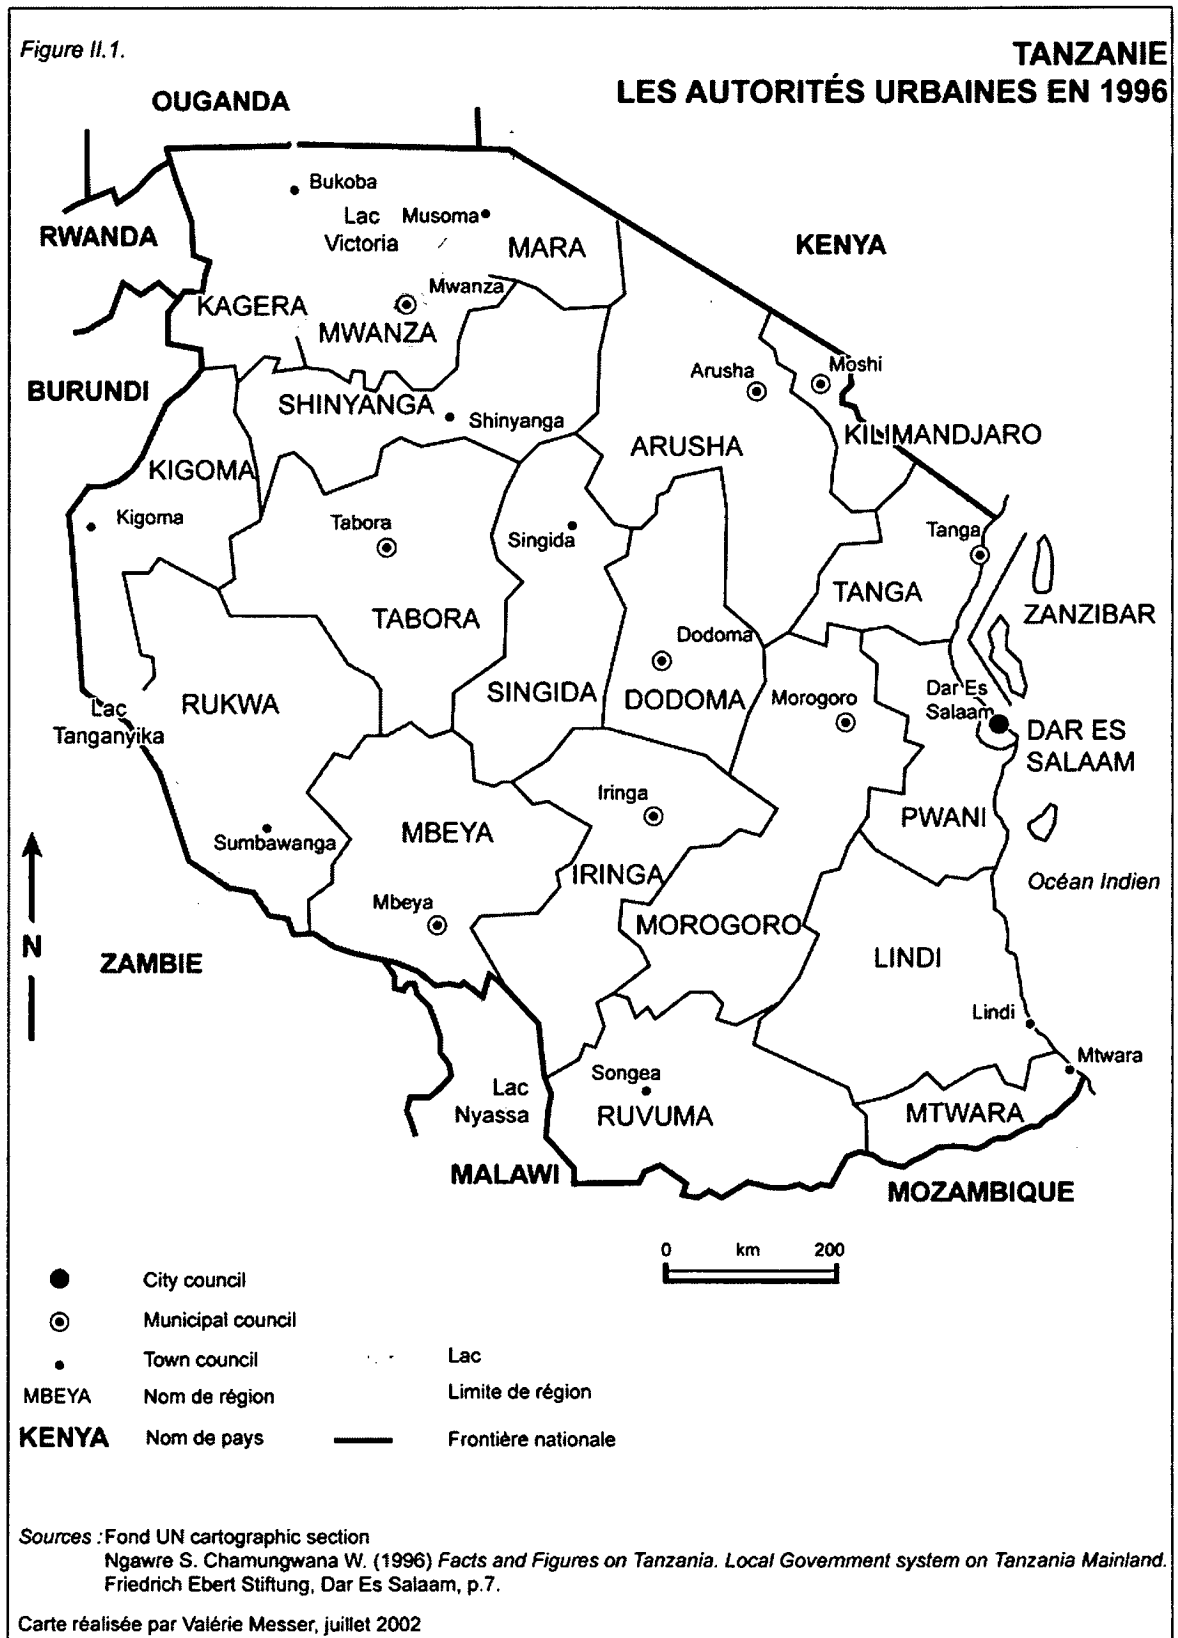 Figure II.1.
TANZANIE
LES AUTORITÉS URBAINES EN 1996
OUGANDA
Bukoba
Lac
Victoria
Musoma
RWANDA
MARA
KENYA
Mwanza
KAGERA
MWANZA
BURUNDI
Arusha
Moshi
SHINYANGA
Shinyanga
KILIMANDJARO
ARUSHA
KIGOMA
Kigoma
Tabora
Singida
Tanga
TANGA
ZANZIBAR
TABORA
Dodoma
SINGIDA
DODOMA
Morogoro
Dar Es
Salaam
RUKWA
Lac
Tanganyika
DAR ES
SALAAM
Iringa
PWANI
MBEYA
Sumbawanga
IRINGA
Océan Indien
Mbeya
MOROGORO
N
ZAMBIE
LINDI
Lindi
Mtwara
Songea
Lac
Nyassa
RUVUMA
MTWARA
MALAWI
MOZAMBIQUE
0 km 200
City council
Municipal council
Town council
Lac
MBEYA Nom de région
Limite de région
KENYA Nom de pays
Frontière nationale
Sources : Fond UN cartographic section
Ngawre S. Chamungwana W. (1996) Facts and Figures on Tanzania. Local Government system on Tanzania Mainland.
Friedrich Ebert Stiftung, Dar Es Salaam, p.7.
Carte réalisée par Valérie Messer, juillet 2002